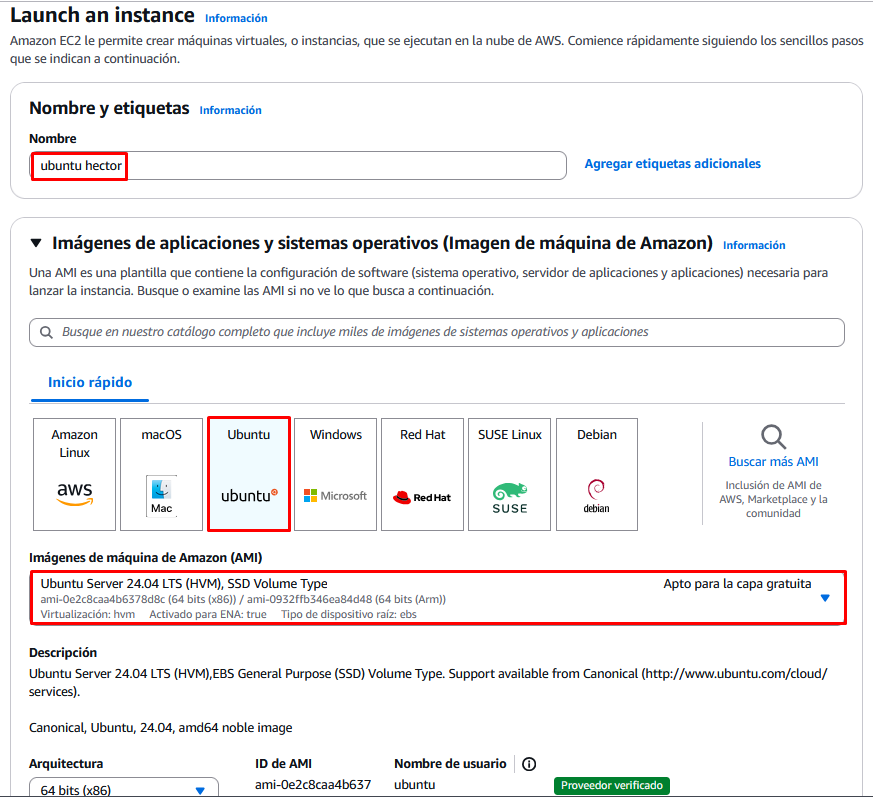 Launch an instance Información
Amazon EC2 le permite crear máquinas virtuales, o instancias, que se ejecutan en la nube de AWS. Comience rápidamente siguiendo los sencillos pasos
que se indican a continuación.
Nombre y etiquetas Información
Nombre
ubuntu hector
Agregar etiquetas adicionales
Imágenes de aplicaciones y sistemas operativos (Imagen de máquina de Amazon) Información
Una AMI es una plantilla que contiene la configuración de software (sistema operativo, servidor de aplicaciones y aplicaciones) necesaria para
lanzar la instancia. Busque o examine las AMI si no ve lo que busca a continuación.
Busque en nuestro catálogo completo que incluye miles de imágenes de sistemas operativos y aplicaciones
Inicio rápido
Amazon
Linux
aws
macOS
Mac
Ubuntu
ubuntu
Windows
Microsoft
Red Hat
Red Hat
SUSE Linux
SUSE
Debian
debian
Buscar más AMI
Inclusión de AMI de
AWS, Marketplace y la
comunidad
Imágenes de máquina de Amazon (AMI)
Ubuntu Server 24.04 LTS (HVM), SSD Volume Type
Apto para la capa gratuita
ami-0e2c8caa4b6378d8c (64 bits (x86)) / ami-0932ffb346ea84d48 (64 bits (Arm))
Virtualización: hvm Activado para ENA: true Tipo de dispositivo raíz: ebs
Descripción
Ubuntu Server 24.04 LTS (HVM),EBS General Purpose (SSD) Volume Type. Support available from Canonical (http://www.ubuntu.com/cloud/
services).
Canonical, Ubuntu, 24.04, amd64 noble image
Arquitectura
ID de AMI
Nombre de usuario
64 bits (x86)
ami-0e2c8caa4b637
ubuntu
Proveedor verificado